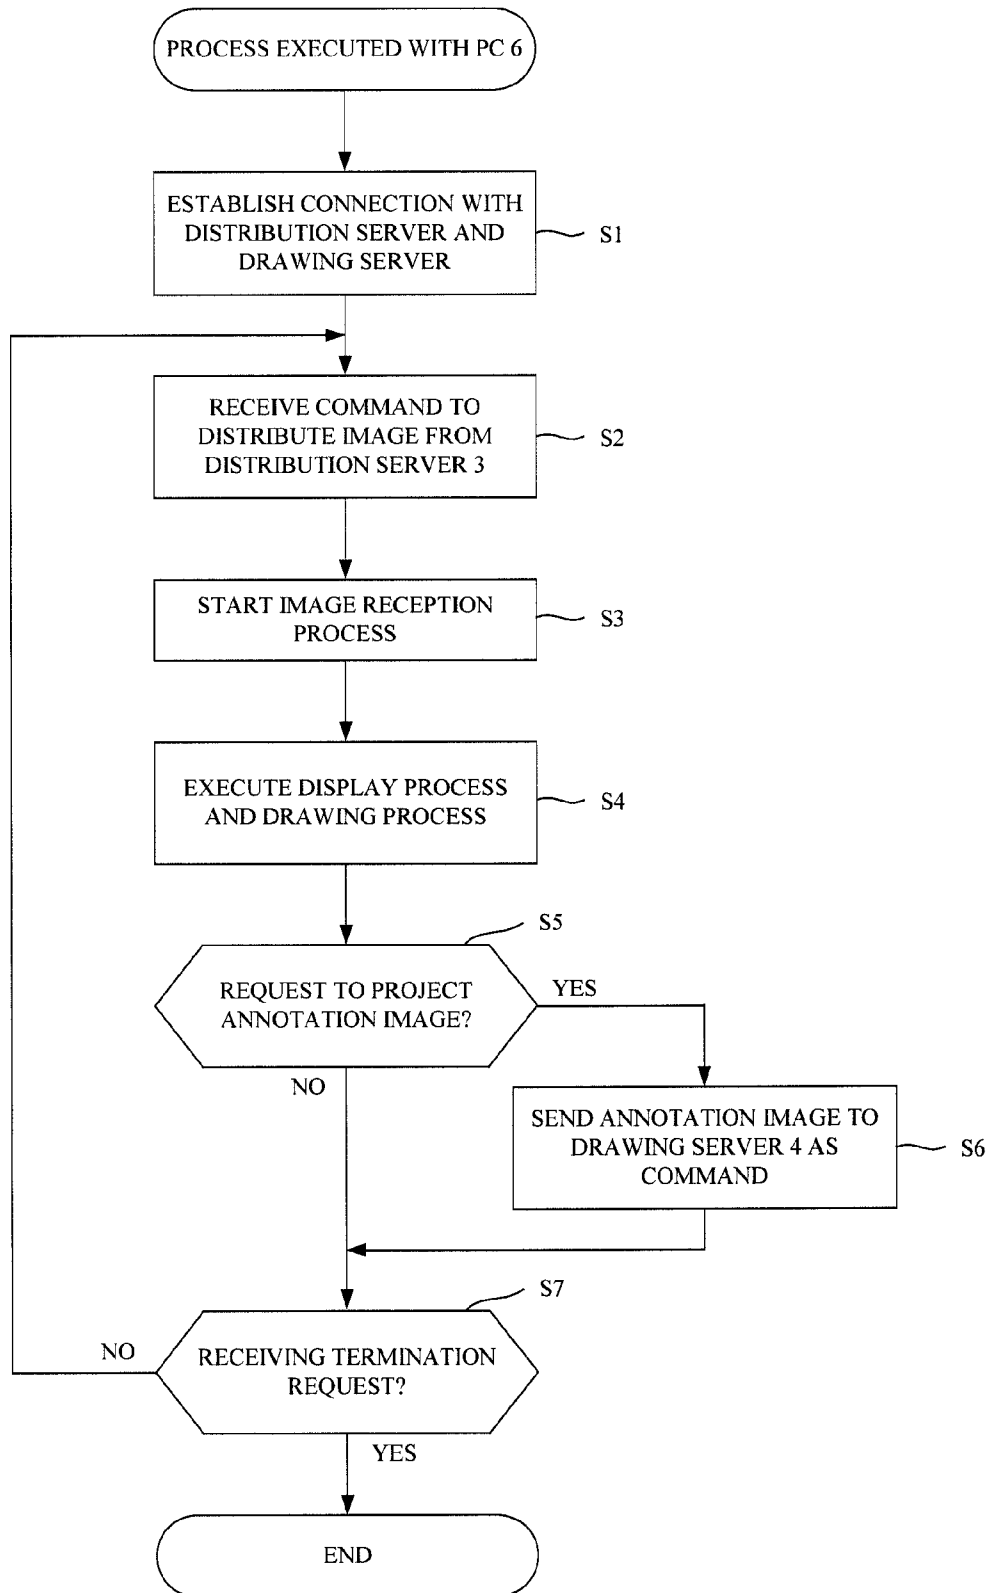 PROCESS EXECUTED WITH PC 6
ESTABLISH CONNECTION WITH
DISTRIBUTION SERVER AND
DRAWING SERVER
S1
RECEIVE COMMAND TO
DISTRIBUTE IMAGE FROM
DISTRIBUTION SERVER 3
S2
START IMAGE RECEPTION
PROCESS
S3
EXECUTE DISPLAY PROCESS
AND DRAWING PROCESS
S4
S5
REQUEST TO PROJECT
ANNOTATION IMAGE?
YES
NO
SEND ANNOTATION IMAGE TO
DRAWING SERVER 4 AS
COMMAND
S6
S7
NO
RECEIVING TERMINATION
REQUEST?
YES
END